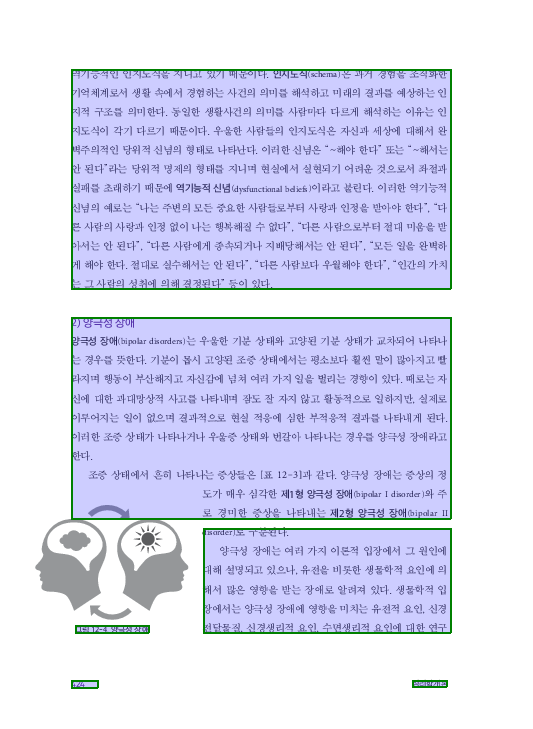 역기능적인 인지도식을 지니고 있기 때문이다. 인지도식(schema)은 과거 경험을 조직화한
기억체계로서 생활 속에서 경험하는 사건의 의미를 해석하고 미래의 결과를 예상하는 인
지적 구조를 의미한다. 동일한 생활사건의 의미를 사람마다 다르게 해석하는 이유는 인
지도식이 각기 다르기 때문이다. 우울한 사람들의 인지도식은 자신과 세상에 대해서 완
벽주의적인 당위적 신념의 형태로 나타난다. 이러한 신념은 “~해야 한다” 또는 “~해서는
안 된다”라는 당위적 명제의 형태를 지니며 현실에서 실현되기 어려운 것으로서 좌절과
실패를 초래하기 때문에 역기능적 신념(dysfunctional beliefs)이라고 불린다. 이러한 역기능적
신념의 예로는 “나는 주변의 모든 중요한 사람들로부터 사랑과 인정을 받아야 한다”, “다
른 사람의 사랑과 인정 없이 나는 행복해질 수 없다”, “다른 사람으로부터 절대 미움을 받
아서는 안 된다”, “다른 사람에게 종속되거나 지배당해서는 안 된다”, “모든 일을 완벽하
게 해야 한다. 절대로 실수해서는 안 된다”, “다른 사람보다 우월해야 한다”, “인간의 가치
는 그 사람의 성취에 의해 결정된다” 등이 있다.
2) 양극성 장애
양극성 장애(bipolar disorders)는 우울한 기분 상태와 고양된 기분 상태가 교차되어 나타나
는 경우를 뜻한다. 기분이 몹시 고양된 조증 상태에서는 평소보다 훨씬 말이 많아지고 빨
라지며 행동이 부산해지고 자신감에 넘쳐 여러 가지 일을 벌리는 경향이 있다. 때로는 자
신에 대한 과대망상적 사고를 나타내며 잠도 잘 자지 않고 활동적으로 일하지만, 실제로
이루어지는 일이 없으며 결과적으로 현실 적응에 심한 부적응적 결과를 나타내게 된다.
이러한 조증 상태가 나타나거나 우울증 상태와 번갈아 나타나는 경우를 양극성 장애라고
한다.
조증 상태에서 흔히 나타나는 증상들은 [표 12-3]과 같다. 양극성 장애는 증상의 정
도가 매우 심각한 제1형 양극성 장애(bipolar I disorder)와 주
로 경미한 증상을 나타내는 제2형 양극성 장애(bipolar II
disorder)로 구분된다.
양극성 장애는 여러 가지 이론적 입장에서 그 원인에
대해 설명되고 있으나, 유전을 비롯한 생물학적 요인에 의
해서 많은 영향을 받는 장애로 알려져 있다. 생물학적 입
장에서는 양극성 장애에 영향을 미치는 유전적 요인, 신경
전달물질, 신경생리적 요인, 수면생리적 요인에 대한 연구
그림 12-4 양극성 장애